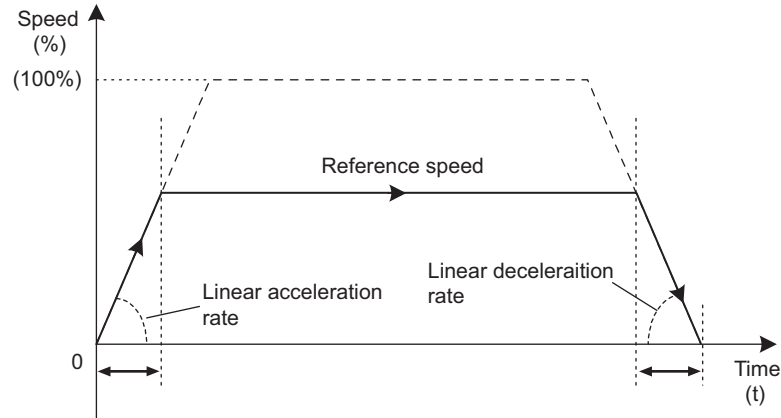 Speed
(%)
(100%)
Reference speed
Linear acceleration
rate
Linear deceleraition
rate
0
Time
(t)